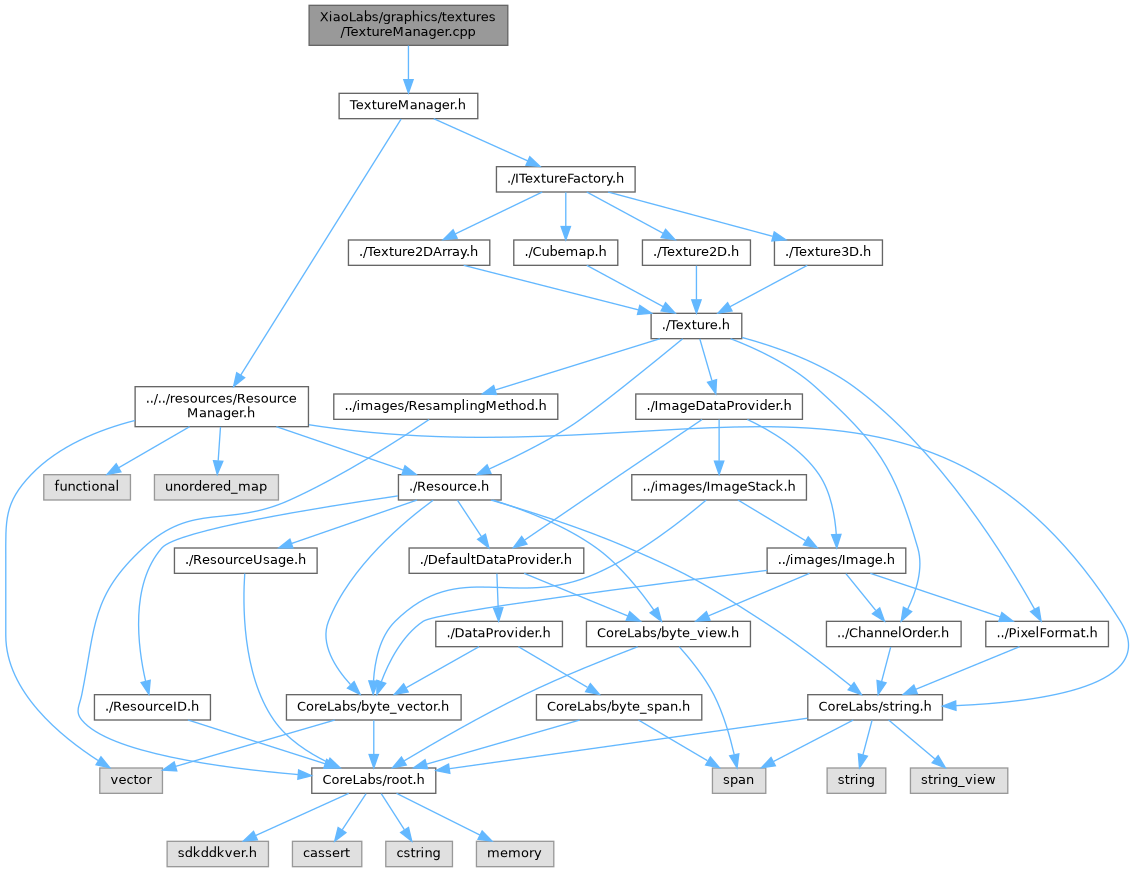 XiaoLabs/graphics/textures
/TextureManager.cpp
TextureManager.h
./ITextureFactory.h
./Texture2DArray.h
./Cubemap.h
./Texture2D.h
./Texture3D.h
./Texture.h
../../resources/Resource
Manager.h
../images/ResamplingMethod.h
./ImageDataProvider.h
functional
unordered_map
./Resource.h
../images/ImageStack.h
./ResourceUsage.h
./DefaultDataProvider.h
../images/Image.h
./DataProvider.h
CoreLabs/byte_view.h
../ChannelOrder.h
../PixelFormat.h
./ResourceID.h
CoreLabs/byte_vector.h
CoreLabs/byte_span.h
CoreLabs/string.h
vector
CoreLabs/root.h
span
string
string_view
sdkddkver.h
cassert
cstring
memory